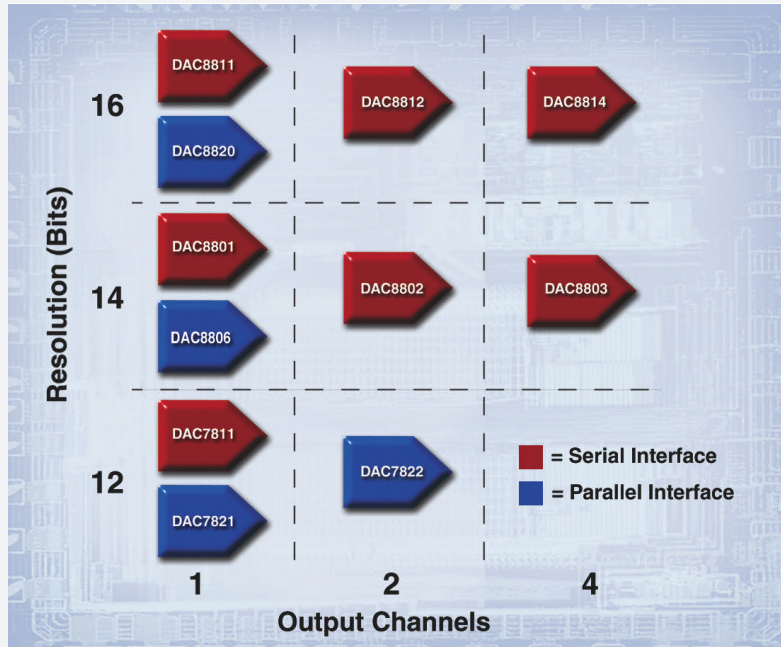 DAC8811
DAC8812
DAC8814
16
DAC8820
DAC8801
DAC8802
DAC8803
14
DAC8806
Resolution (Bits)
DAC7811
DAC7822
12
DAC7821
= Serial Interface
= Parallel Interface
1 2 4
Output Channels